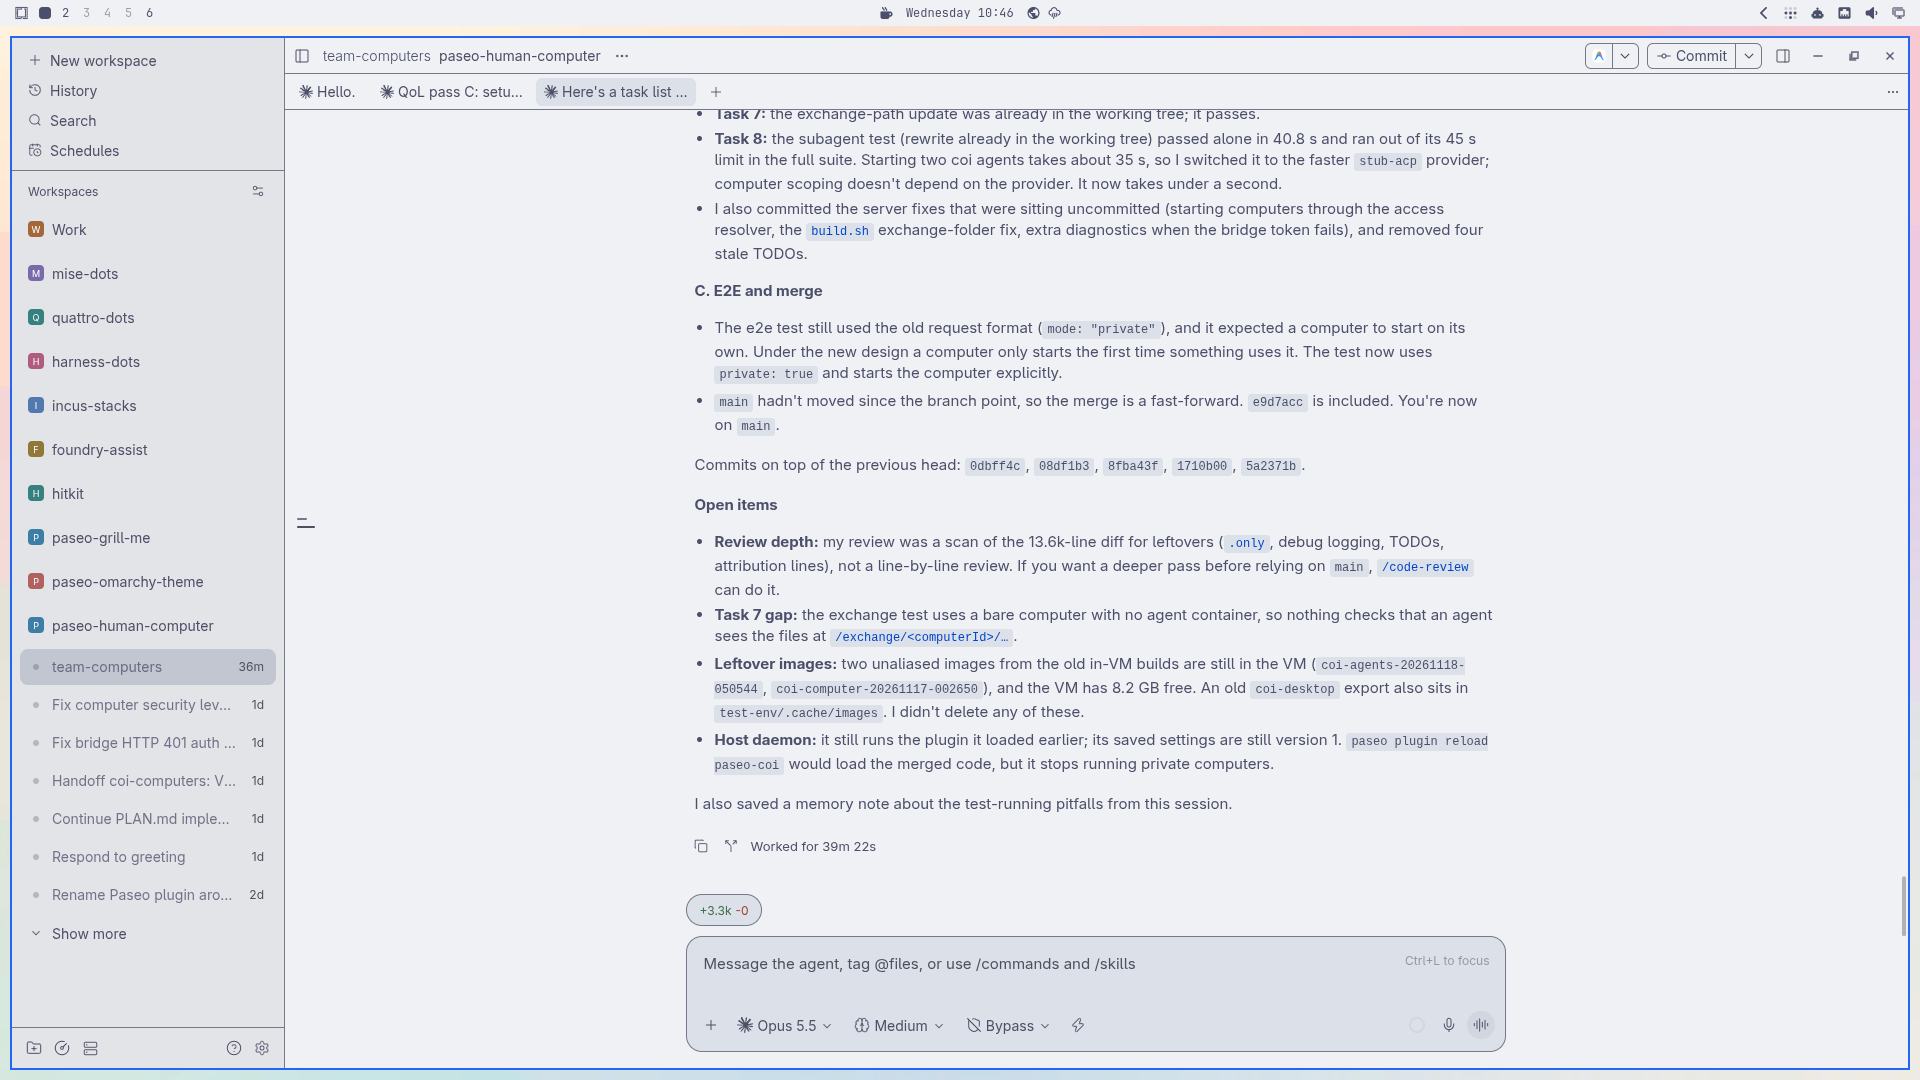 2 3 4 5 6
Wednesday 10:46
New workspace
History
Search
Schedules
Workspaces
W Work
M mise-dots
Q quattro-dots
H harness-dots
I incus-stacks
F foundry-assist
H hitkit
P paseo-grill-me
P paseo-omarchy-theme
P paseo-human-computer
team-computers 36m
Fix computer security lev... 1d
Fix bridge HTTP 401 auth ... 1d
Handoff coi-computers: V... 1d
Continue PLAN.md imple... 1d
Respond to greeting 1d
Rename Paseo plugin aro... 2d
Show more
team-computers paseo-human-computer ...
Commit
Hello.
QoL pass C: setu...
Here's a task list ...
• Task 7: the exchange-path update was already in the working tree; it passes.
• Task 8: the subagent test (rewrite already in the working tree) passed alone in 40.8 s and ran out of its 45 s
limit in the full suite. Starting two coi agents takes about 35 s, so I switched it to the faster stub-acp provider;
computer scoping doesn't depend on the provider. It now takes under a second.
• I also committed the server fixes that were sitting uncommitted (starting computers through the access
resolver, the build.sh exchange-folder fix, extra diagnostics when the bridge token fails), and removed four
stale TODOs.
C. E2E and merge
• The e2e test still used the old request format (mode: "private"), and it expected a computer to start on its
own. Under the new design a computer only starts the first time something uses it. The test now uses
private: true and starts the computer explicitly.
• main hadn't moved since the branch point, so the merge is a fast-forward. e9d7acc is included. You're now
on main.
Commits on top of the previous head: 0dbff4c, 08df1b3, 8fba43f, 1710b00, 5a2371b.
Open items
• Review depth: my review was a scan of the 13.6k-line diff for leftovers (.only, debug logging, TODOs,
attribution lines), not a line-by-line review. If you want a deeper pass before relying on main, /code-review
can do it.
• Task 7 gap: the exchange test uses a bare computer with no agent container, so nothing checks that an agent
sees the files at /exchange/<computerId>/….
• Leftover images: two unaliased images from the old in-VM builds are still in the VM (coi-agents-20261118-
050544, coi-computer-20261117-002650), and the VM has 8.2 GB free. An old coi-desktop export also sits in
test-env/.cache/images. I didn't delete any of these.
• Host daemon: it still runs the plugin it loaded earlier; its saved settings are still version 1. paseo plugin reload
paseo-coi would load the merged code, but it stops running private computers.
I also saved a memory note about the test-running pitfalls from this session.
Worked for 39m 22s
+3.3k -0
Message the agent, tag @files, or use /commands and /skills
Ctrl+L to focus
Opus 5.5
Medium
Bypass